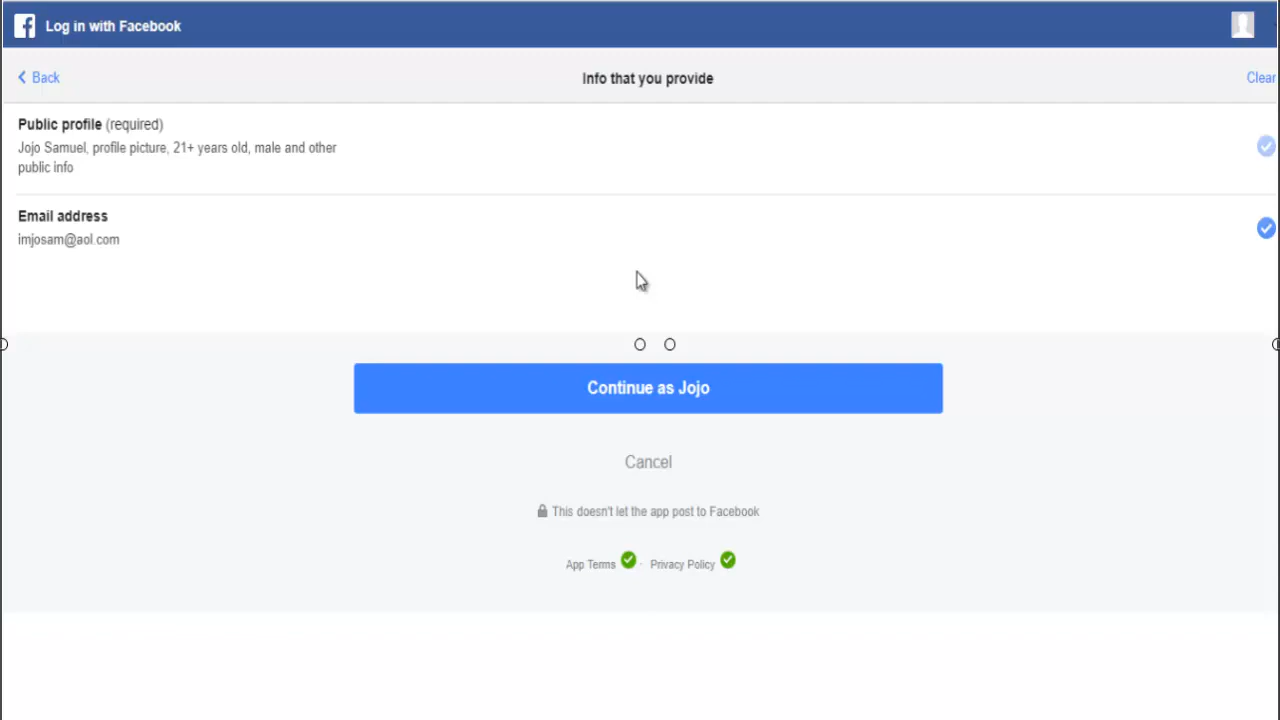 Log in with Facebook
Back
Info that you provide
Clear
Public profile (required)
Jojo Samuel, profile picture, 21+ years old, male and other
public info
Email address
imjosam@aol.com
Continue as Jojo
Cancel
This doesn't let the app post to Facebook
App Terms · Privacy Policy